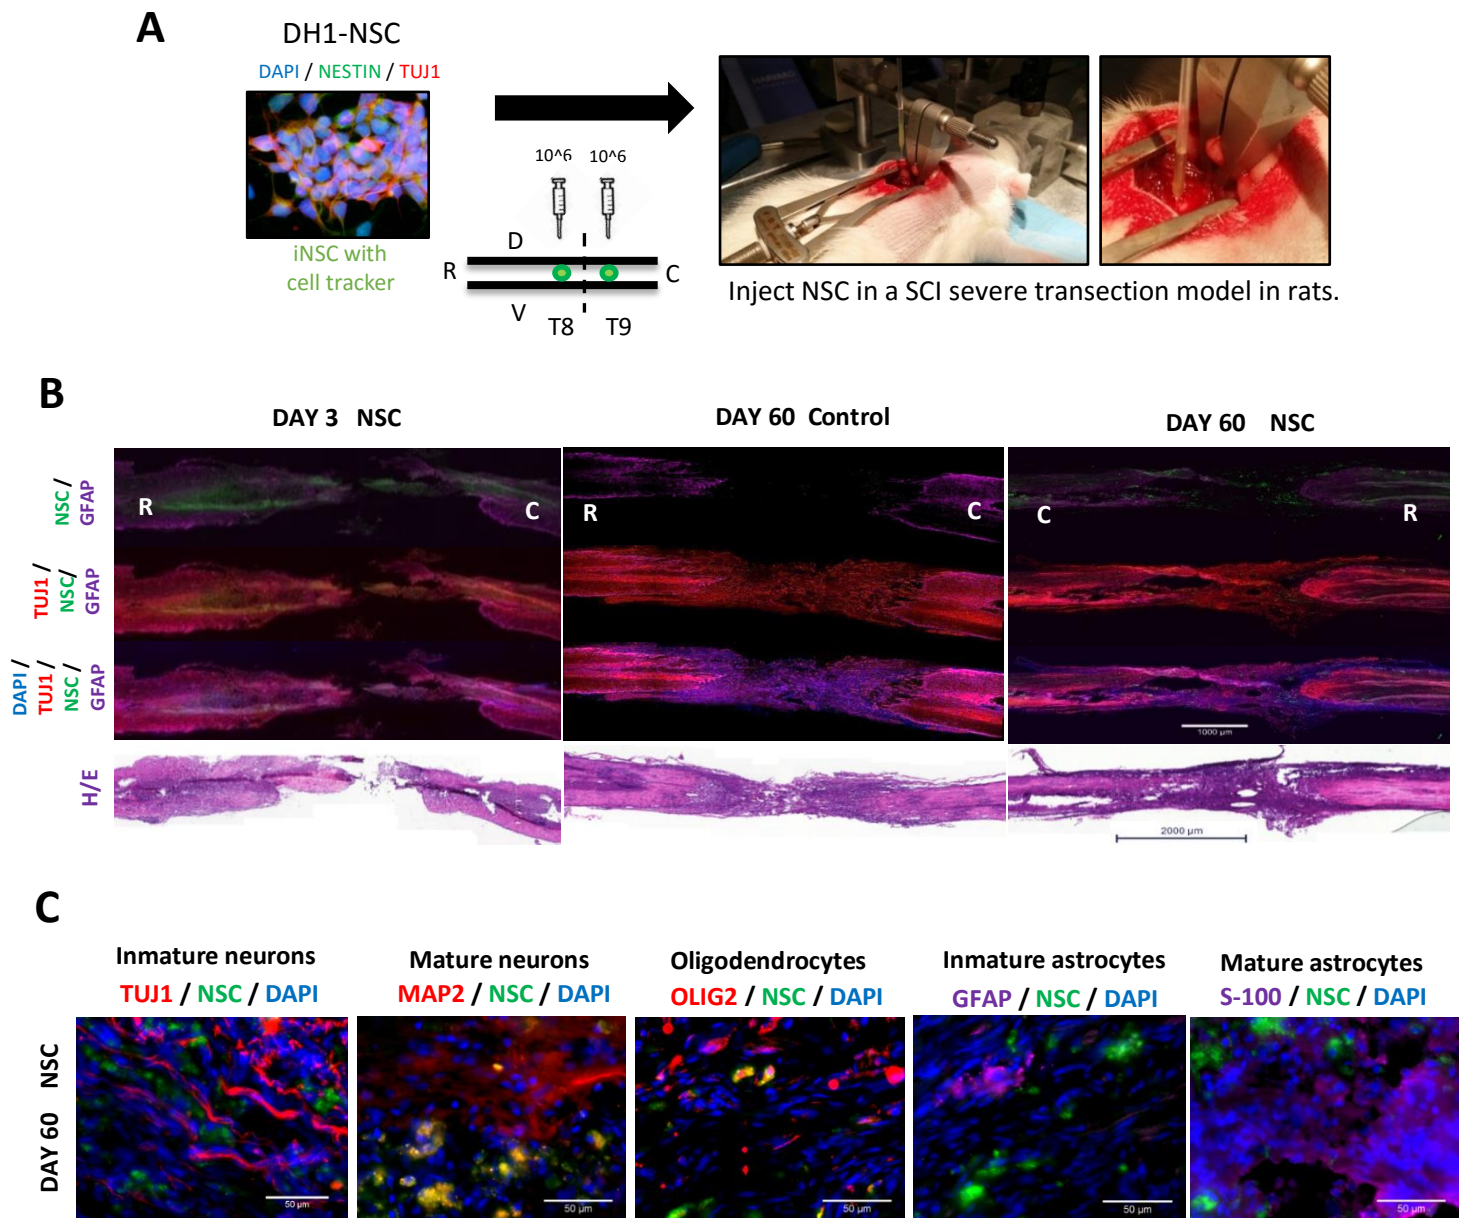 A
DH1-NSC
DAPI / NESTIN / TUJ1
iNSC with
cell tracker
10^6 10^6
D
R
C
V
T8 T9
HARVARD
Inject NSC in a SCI severe transection model in rats.
B
DAY 3 NSC
DAY 60 Control
DAY 60 NSC
NSC /
GFAP
R
C
R
C
C
R
TUJ1 /
NSC/
GFAP
DAPI /
TUJ1 /
NSC /
GFAP
1000 µm
H/E
2000 µm
C
Inmature neurons
TUJ1 / NSC / DAPI
Mature neurons
MAP2 / NSC / DAPI
Oligodendrocytes
OLIG2 / NSC / DAPI
Inmature astrocytes
GFAP / NSC / DAPI
Mature astrocytes
S-100 / NSC / DAPI
DAY 60 NSC
50 µm
50 µm
50 µm
50 µm
50 µm